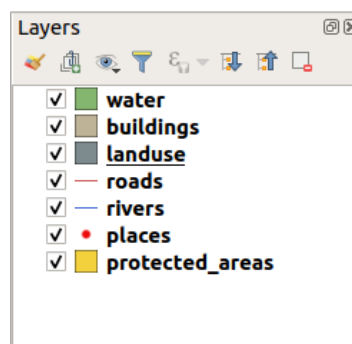 Layers
water
buildings
landuse
roads
rivers
places
protected_areas